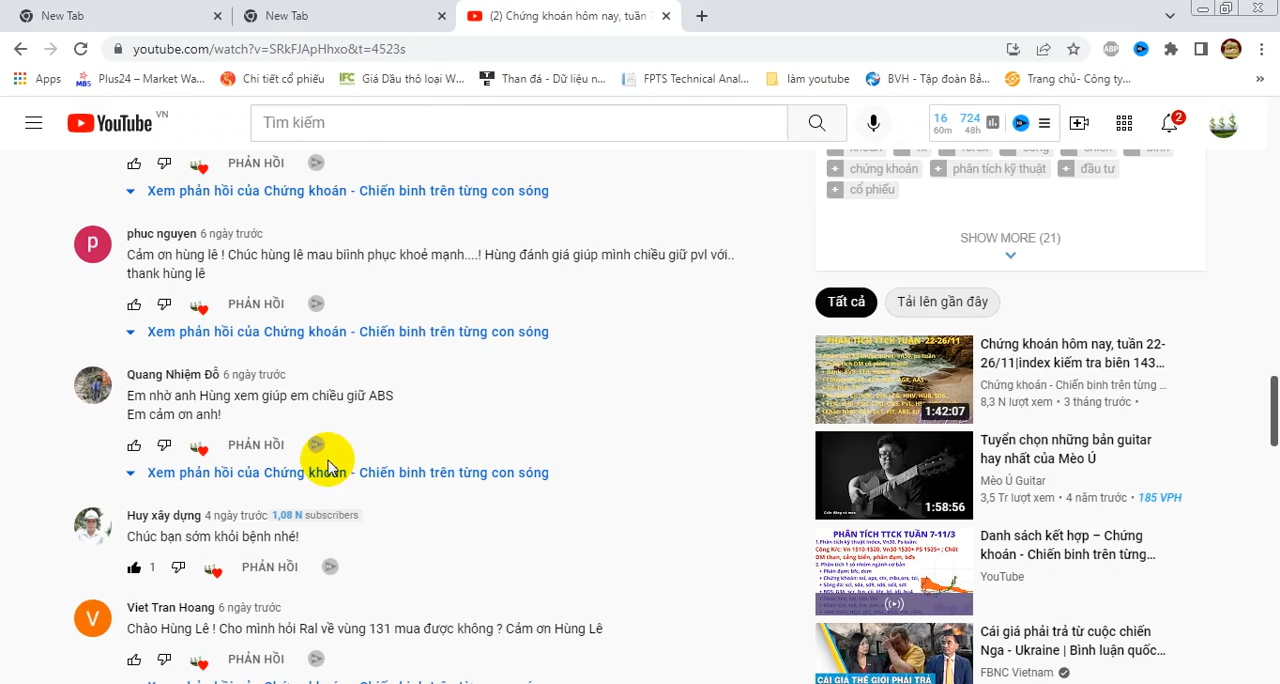 New Tab
New Tab
(2) Chứng khoán hôm nay, tuần 7
youtube.com/watch?v=SRkFJApHhxo&t=4523s
ABP
Apps
MBS
Plus24 – Market Wa...
Chi tiết cổ phiếu
IFC
Giá Dầu thô loại W...
Than đá - Dữ liệu n...
FPTS Technical Anal...
làm youtube
BVH - Tập đoàn Bả...
Trang chủ- Công ty...
»
YouTube VN
Tìm kiếm
16 60m
724 48h
2
PHẢN HỒI
Xem phản hồi của Chứng khoán - Chiến binh trên từng con sóng
P
phuc nguyen 6 ngày trước
Cảm ơn hùng lê ! Chúc hùng lê mau biình phục khoẻ mạnh....! Hùng đánh giá giúp mình chiều giữ pvl với..
thank hùng lê
PHẢN HỒI
Xem phản hồi của Chứng khoán - Chiến binh trên từng con sóng
Quang Nhiệm Đỗ 6 ngày trước
Em nhờ anh Hùng xem giúp em chiều giữ ABS
Em cảm ơn anh!
PHẢN HỒI
Xem phản hồi của Chứng khoán - Chiến binh trên từng con sóng
Huy xây dựng 4 ngày trước 1,08 N subscribers
Chúc bạn sớm khỏi bệnh nhé!
1
PHẢN HỒI
V
Viet Tran Hoang 6 ngày trước
Chào Hùng Lê ! Cho mình hỏi Ral về vùng 131 mua được không ? Cảm ơn Hùng Lê
PHẢN HỒI
chứng khoán
phân tích kỹ thuật
đầu tư
cổ phiếu
SHOW MORE (21)
Tất cả
Tải lên gần đây
PHÂN TÍCH TTCK TUẦN 22-26/11
1:42:07
Chứng khoán hôm nay, tuần 22-
26/11|index kiểm tra biên 143...
Chứng khoán - Chiến binh trên từng ...
8,3 N lượt xem • 3 tháng trước •
1:58:56
Tuyển chọn những bản guitar
hay nhất của Mèo Ú
Mèo Ú Guitar
3,5 Tr lượt xem • 4 năm trước • 185 VPH
PHÂN TÍCH TCK TUẦN 7-11/3
Danh sách kết hợp – Chứng
khoán - Chiến binh trên từng...
YouTube
CÁI GIÁ THẾ GIỚI PHẢI TRẢ
Cái giá phải trả từ cuộc chiến
Nga - Ukraine | Bình luận quốc...
FBNC Vietnam